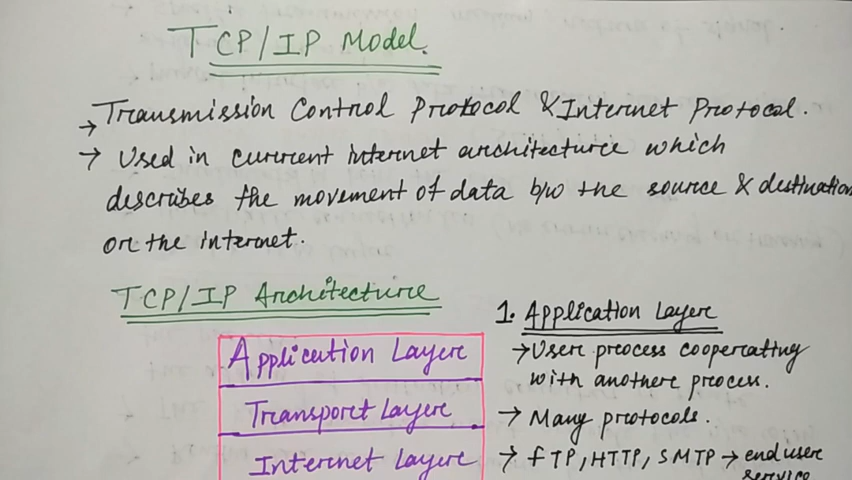 TCP/IP Model.
→ Transmission Control Protocol & Internet Protocol.
→ Used in current internet architecture which
describes the movement of data b/w the source & destination
on the internet.
TCP/IP Architecture
Application Layer
Transport Layer
Internet Layer
1. Application Layer
→ User process cooperating
with another process.
→ Many protocols.
→ FTP, HTTP, SMTP → end user
service